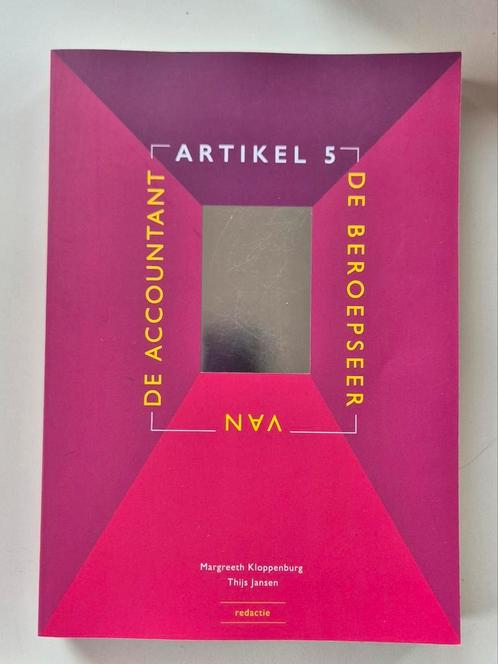 ARTIKEL 5
DE BEROEPSEER
VAN
DE ACCOUNTANT
Margreeth Kloppenburg
Thijs Jansen
redactie